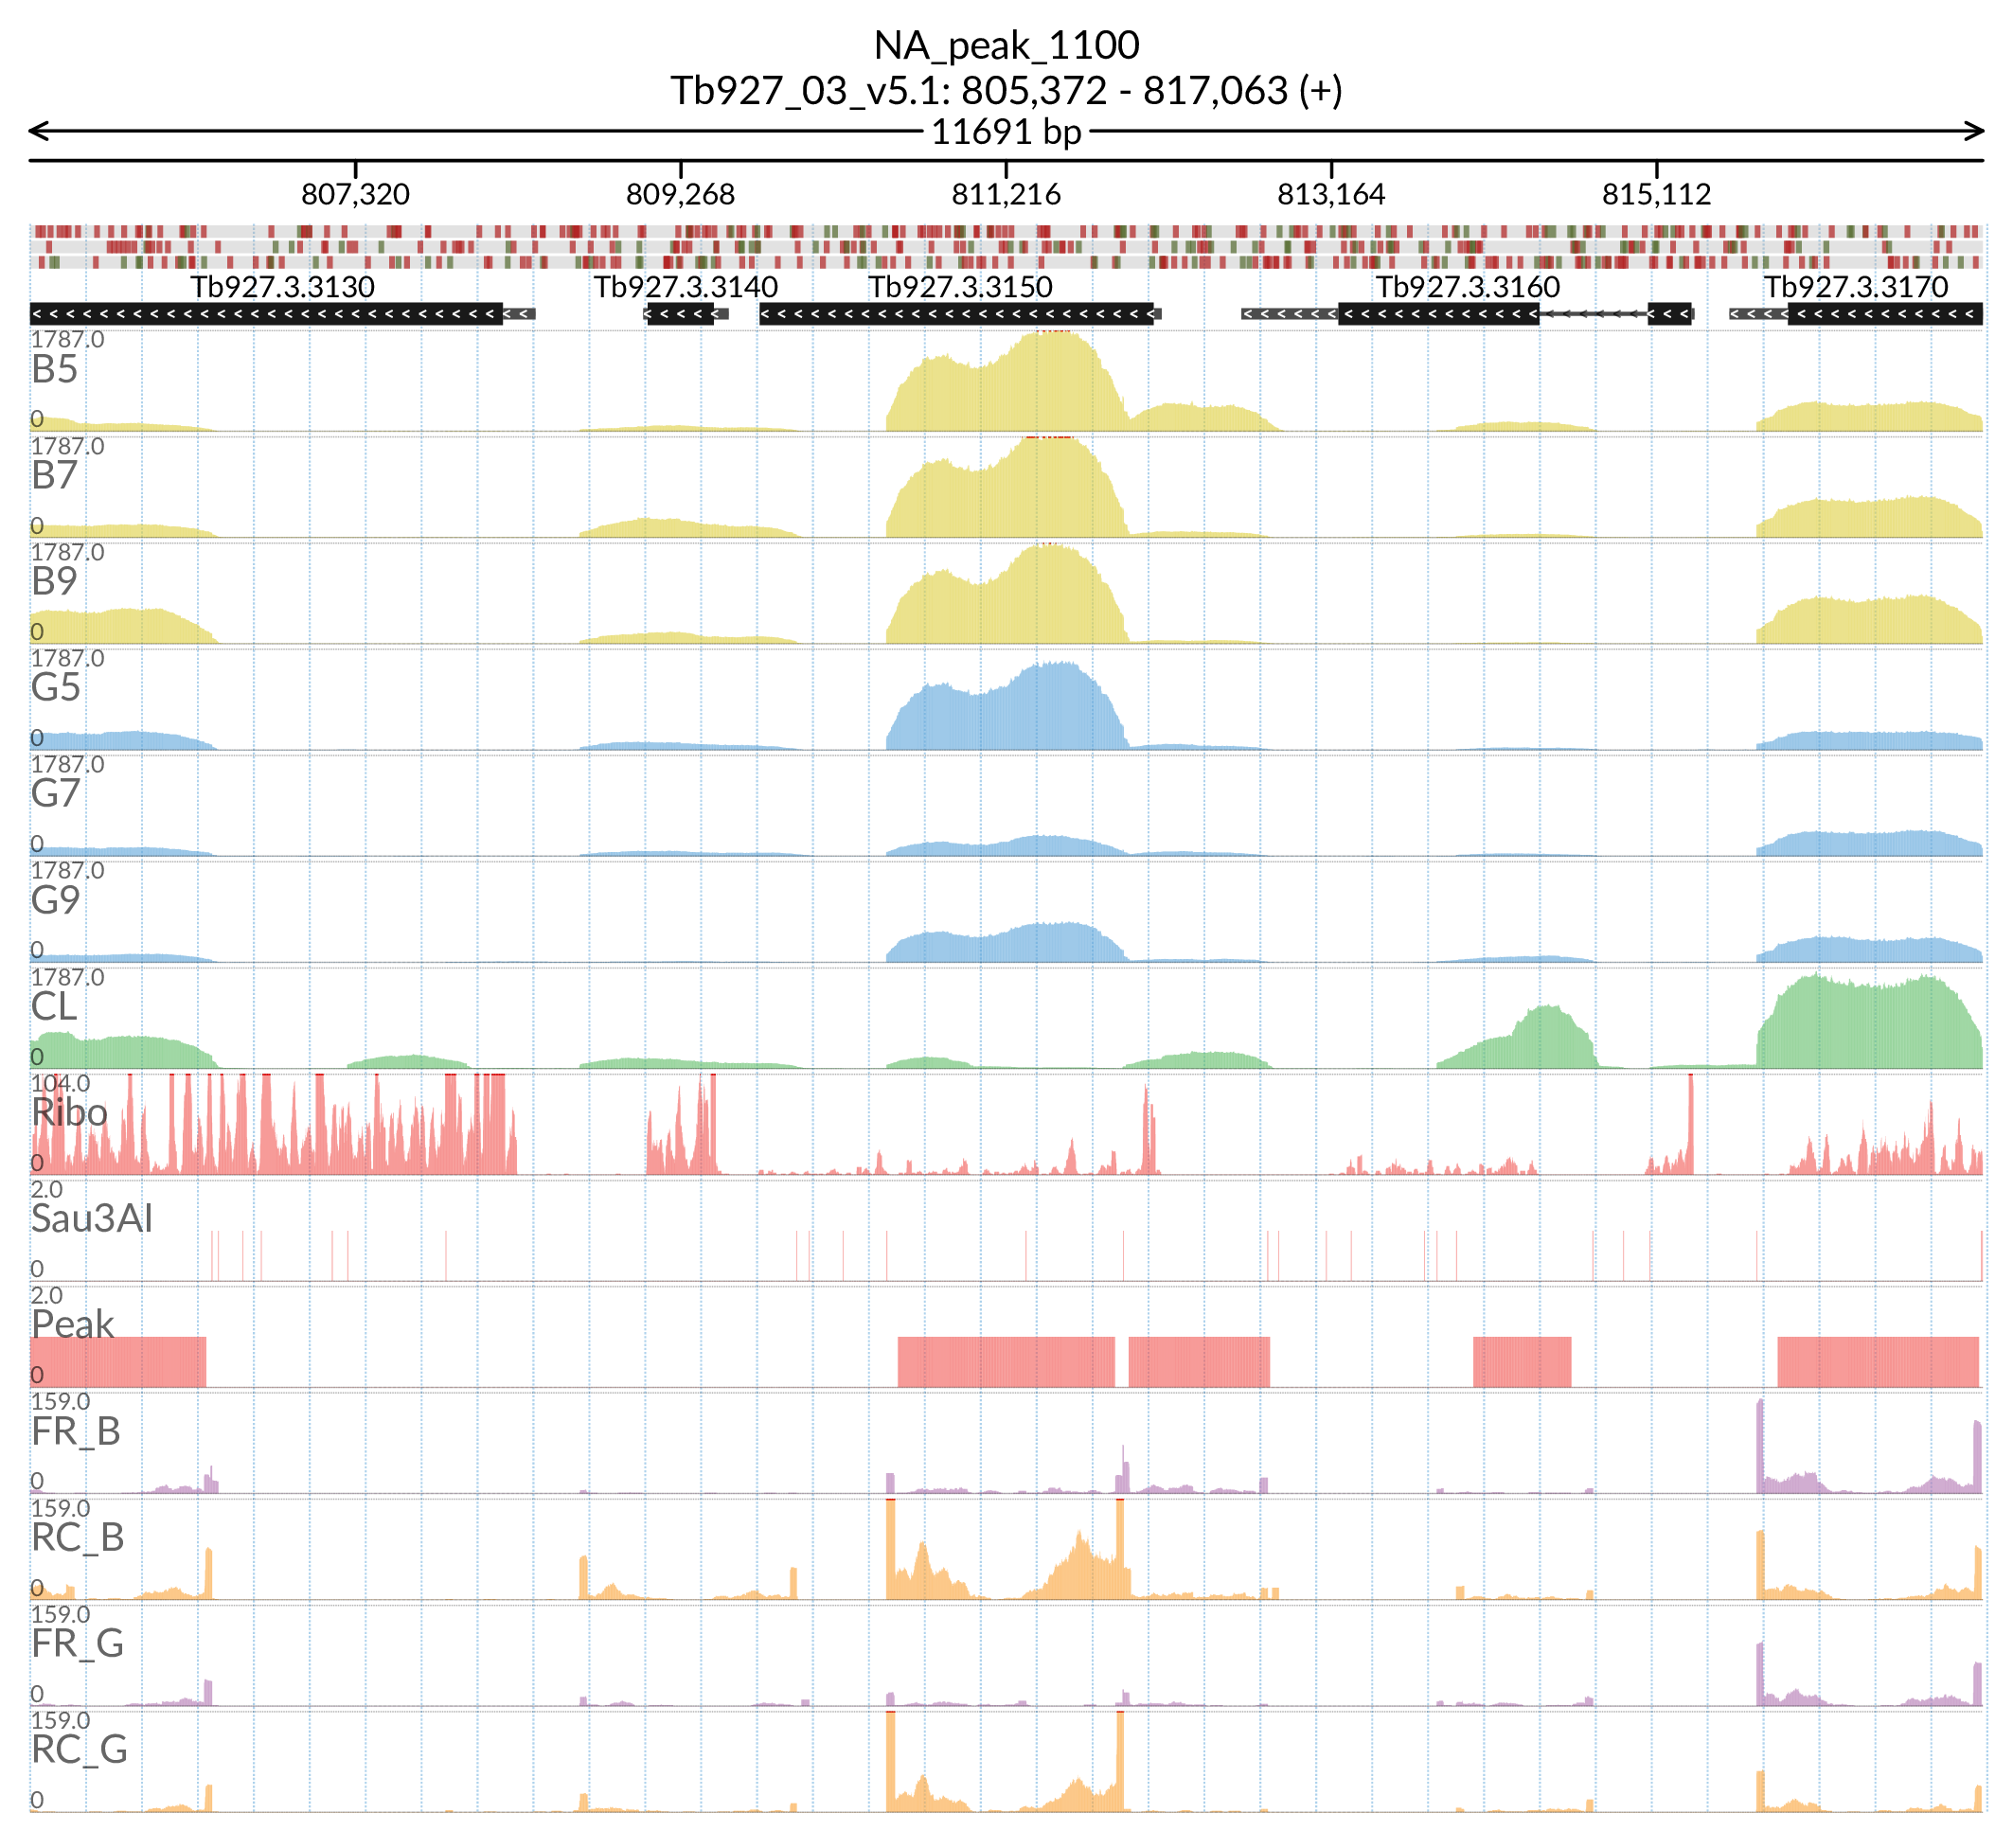 NA_peak_1100
Tb927_03_v5.1: 805,372 - 817,063 (+)
11691 bp
807,320 809,268 811,216 813,164 815,112
Tb927.3.3130 Tb927.3.3140 Tb927.3.3150 Tb927.3.3160 Tb927.3.3170
1787.0
B5
0
1787.0
B7
0
1787.0
B9
0
1787.0
G5
0
1787.0
G7
0
1787.0
G9
0
1787.0
CL
0
104.0
Ribo
0
2.0
Sau3AI
0
2.0
Peak
0
159.0
FR_B
0
159.0
RC_B
0
159.0
FR_G
0
159.0
RC_G
0